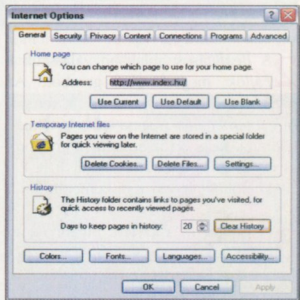 Internet Options
General Security Privacy Content Connections Programs Advanced
Home page
You can change which page to use for your home page.
Address: http://www.index.hu/
Use Current Use Default Use Blank
Temporary Internet files
Pages you view on the Internet are stored in a special folder
for quick viewing later.
Delete Cookies... Delete Files... Settings...
History
The History folder contains links to pages you've visited, for
quick access to recently viewed pages.
Days to keep pages in history: 20 Clear History
Colors... Fonts... Languages... Accessibility...
OK Cancel Apply